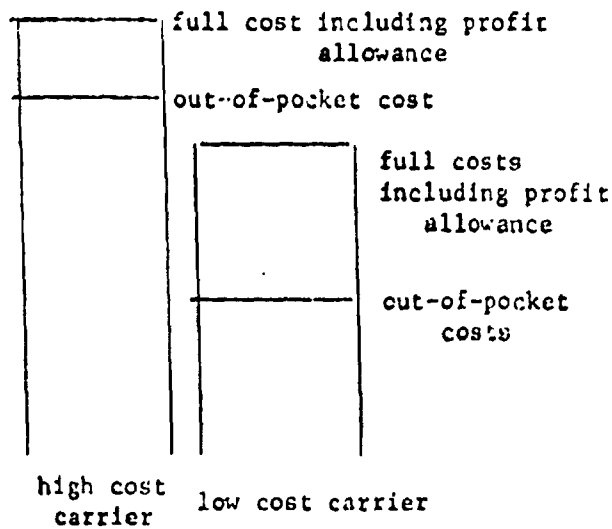 full cost including profit
allowance
out-of-pocket cost
full costs
including profit
allowance
out-of-pocket
costs
high cost
carrier
low cost carrier